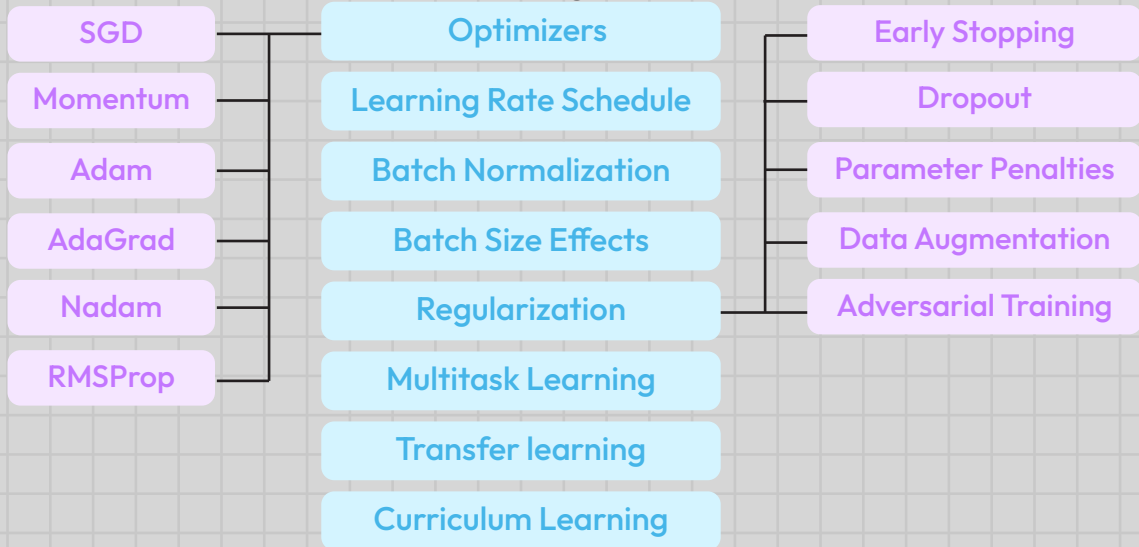 SGD
Momentum
Adam
AdaGrad
Nadam
RMSProp
Optimizers
Learning Rate Schedule
Batch Normalization
Batch Size Effects
Regularization
Multitask Learning
Transfer learning
Curriculum Learning
Early Stopping
Dropout
Parameter Penalties
Data Augmentation
Adversarial Training